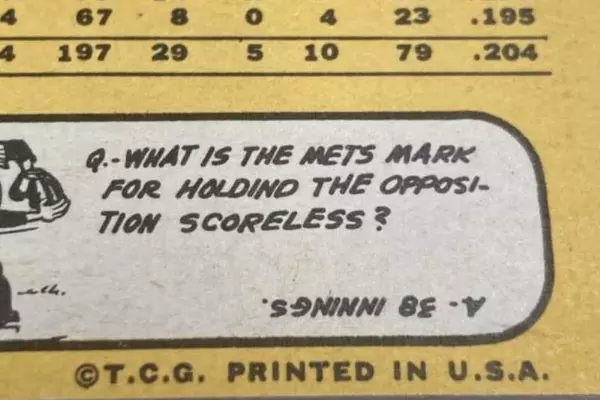 4 67 8 0 4 23 .195
4 197 29 5 10 79 .204
Q.-WHAT IS THE METS MARK
FOR HOLDIND THE OPPOSI-
TION SCORELESS?
A- 38 INNINGS.
©T.C.G. PRINTED IN U.S.A.